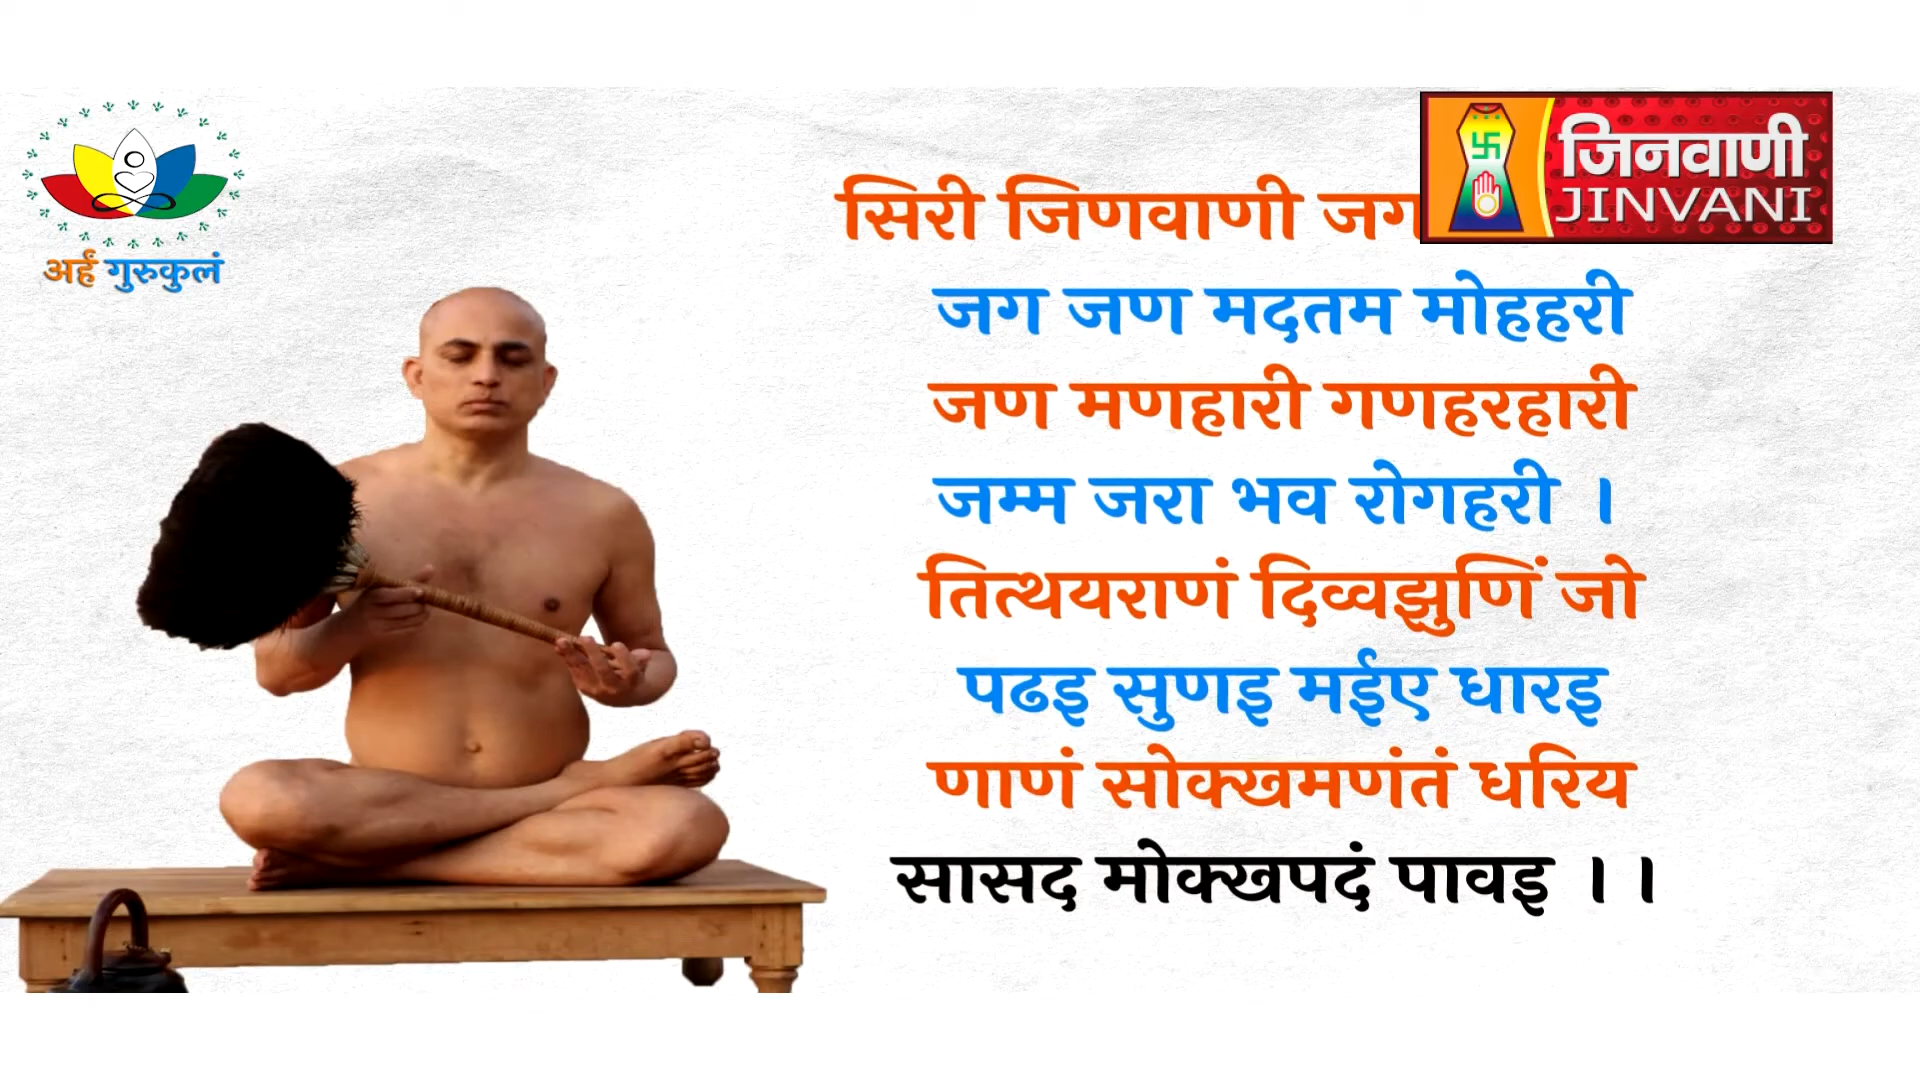 अर्हं गुरुकुलं
जिनवाणी
JINVANI
सिरी जिणवाणी जग
जग जण मदतम मोहहरी
जण मणहारी गणहरहारी
जम्म जरा भव रोगहरी ।
तित्थयराणं दिव्वझुणिं जो
पढइ सुणइ मईए धारइ
णाणं सोक्खमणंतं धरिय
सासद मोक्खपदं पावइ ।।